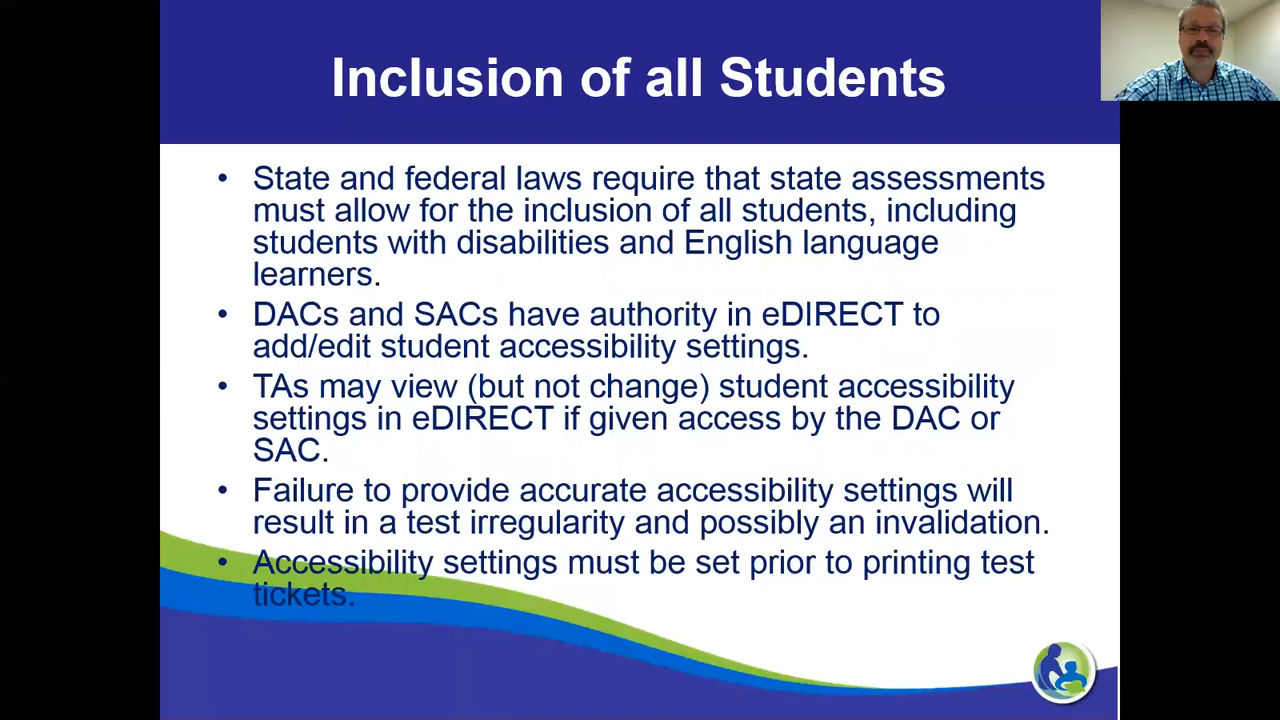 Inclusion of all Students
• State and federal laws require that state assessments
must allow for the inclusion of all students, including
students with disabilities and English language
learners.
• DACs and SACs have authority in eDIRECT to
add/edit student accessibility settings.
• TAs may view (but not change) student accessibility
settings in eDIRECT if given access by the DAC or
SAC.
• Failure to provide accurate accessibility settings will
result in a test irregularity and possibly an invalidation.
• Accessibility settings must be set prior to printing test
tickets.